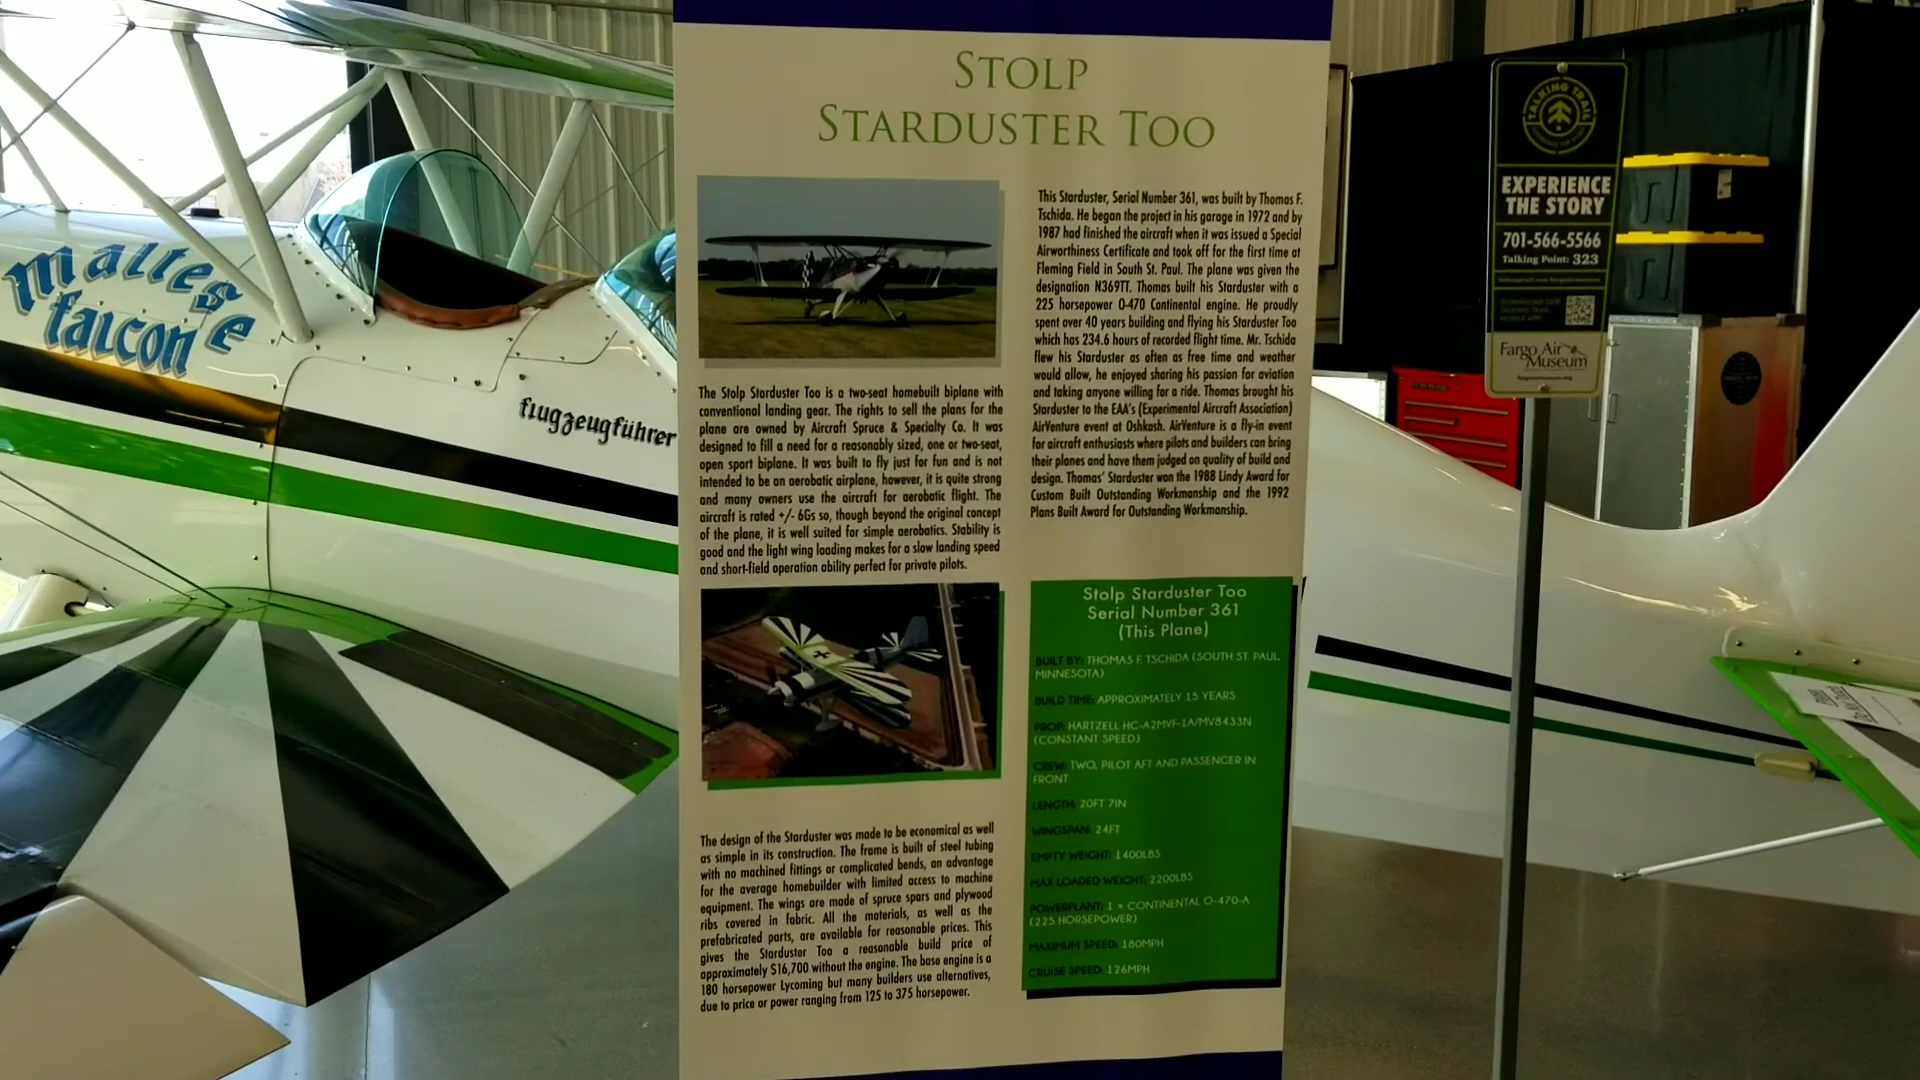 STOLP
STARDUSTER TOO
The Stolp Starduster Too is a two-seat homebuilt biplane with
conventional landing gear. The rights to sell the plans for the
plane are owned by Aircraft Spruce & Specialty Co. It was
designed to fill a need for a reasonably sized, one or two-seat,
open sport biplane. It was built to fly just for fun and is not
intended to be an aerobatic airplane, however, it is quite strong
and many owners use the aircraft for aerobatic flight. The
aircraft is rated +/- 6Gs so, though beyond the original concept
of the plane, it is well suited for simple aerobatics. Stability is
good and the light wing loading makes for a slow landing speed
and short-field operation ability perfect for private pilots.
The design of the Starduster was made to be economical as well
as simple in its construction. The frame is built of steel tubing
with no machined fittings or complicated bends, an advantage
for the average homebuilder with limited access to machine
equipment. The wings are made of spruce spars and plywood
ribs covered in fabric. All the materials, as well as the
prefabricated parts, are available for reasonable prices. This
gives the Starduster Too a reasonable build price of
approximately $16,700 without the engine. The base engine is a
180 horsepower Lycoming but many builders use alternatives,
due to price or power ranging from 125 to 375 horsepower.
This Starduster, Serial Number 361, was built by Thomas F.
Tschida. He began the project in his garage in 1972 and by
1987 had finished the aircraft when it was issued a Special
Airworthiness Certificate and took off for the first time at
Fleming Field in South St. Paul. The plane was given the
designation N369TT. Thomas built his Starduster with a
225 horsepower O-470 Continental engine. He proudly
spent over 40 years building and flying his Starduster Too
which has 234.6 hours of recorded flight time. Mr. Tschida
flew his Starduster as often as free time and weather
would allow, he enjoyed sharing his passion for aviation
and taking anyone willing for a ride. Thomas brought his
Starduster to the EAA's (Experimental Aircraft Association)
AirVenture event at Oshkosh. AirVenture is a fly-in event
for aircraft enthusiasts where pilots and builders can bring
their planes and have them judged on quality of build and
design. Thomas' Starduster won the 1988 Lindy Award for
Custom Built Outstanding Workmanship and the 1992
Plans Built Award for Outstanding Workmanship.
Stolp Starduster Too
Serial Number 361
(This Plane)
BUILT BY: THOMAS F. TSCHIDA (SOUTH ST. PAUL,
MINNESOTA)
BUILD TIME: APPROXIMATELY 15 YEARS
PROP: HARTZELL HC-A2MVF-1A/MV8433N
(CONSTANT SPEED)
CREW: TWO, PILOT AFT AND PASSENGER IN
FRONT
LENGTH: 20FT 7IN
WINGSPAN: 24FT
EMPTY WEIGHT: 1400LBS
MAX LOADED WEIGHT: 2200LBS
POWERPLANT: 1 × CONTINENTAL O-470-A
(225 HORSEPOWER)
MAXIMUM SPEED: 180MPH
CRUISE SPEED: 126MPH
maltese
falcon
flugzeugführer
TALKING TRAIL
EXPERIENCE
THE STORY
701-566-5566
Talking Point: 323
DOWNLOAD OUR
TALKING TRAIL
MOBILE APP
Fargo Air
Museum
fargoairmuseum.org